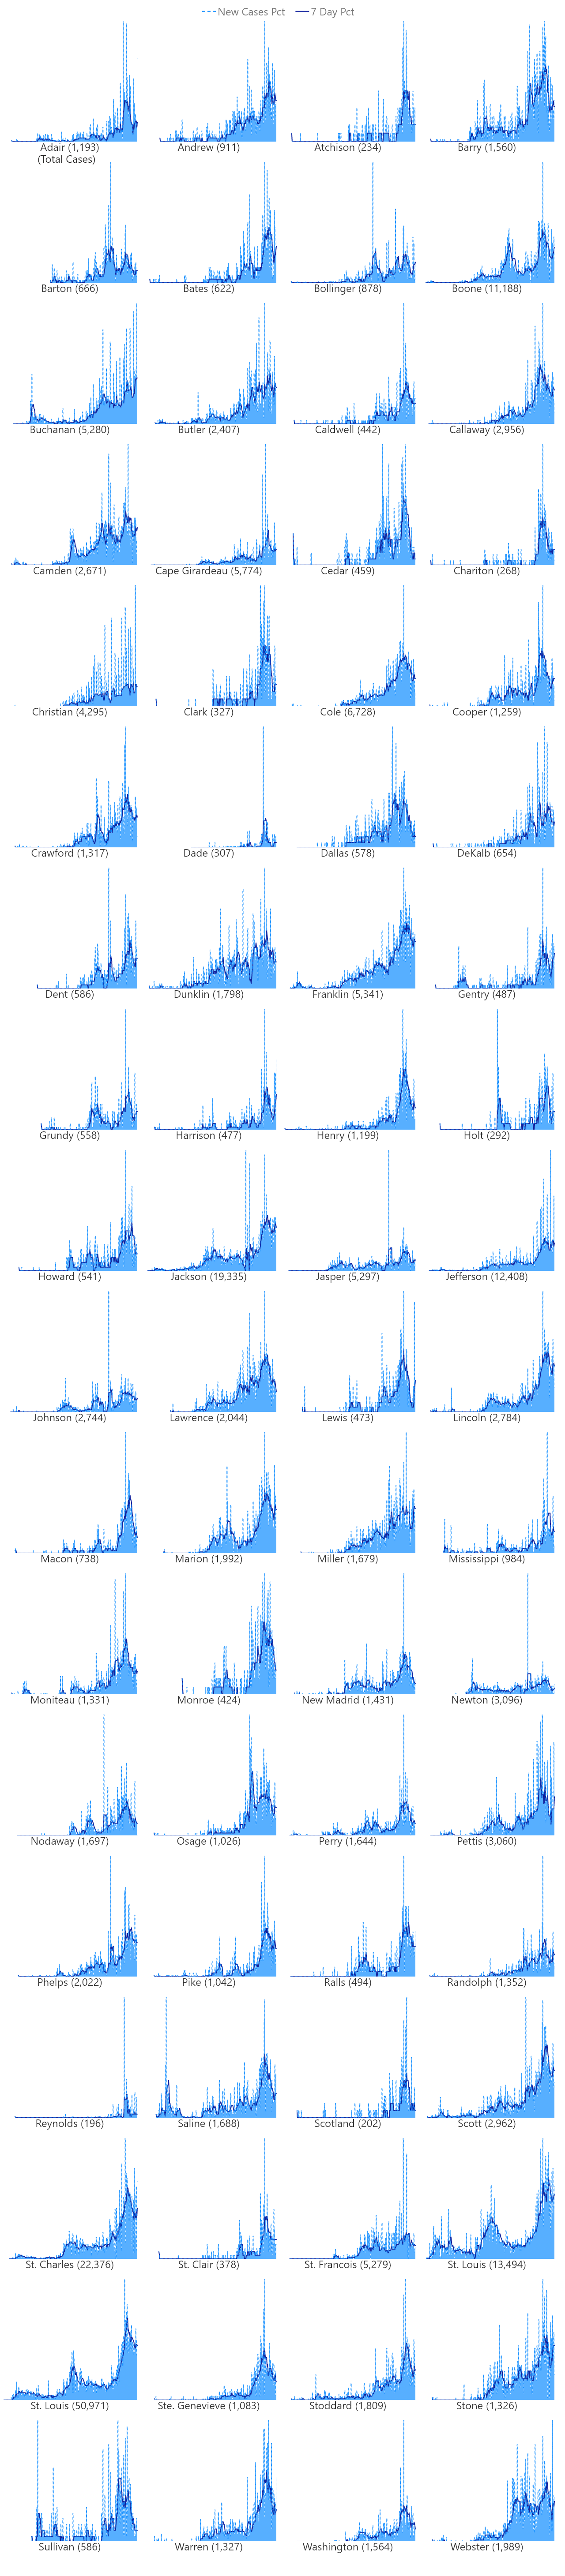 New Cases Pct 7 Day Pct
Adair (1,193) Andrew (911) Atchison (234) Barry (1,560)
(Total Cases)
Barton (666) Bates (622) Bollinger (878) Boone (11,188)
Buchanan (5,280) Butler (2,407) Caldwell (442) Callaway (2,956)
Camden (2,671) Cape Girardeau (5,774) Cedar (459) Chariton (268)
Christian (4,295) Clark (327) Cole (6,728) Cooper (1,259)
Crawford (1,317) Dade (307) Dallas (578) DeKalb (654)
Dent (586) Dunklin (1,798) Franklin (5,341) Gentry (487)
Grundy (558) Harrison (477) Henry (1,199) Holt (292)
Howard (541) Jackson (19,335) Jasper (5,297) Jefferson (12,408)
Johnson (2,744) Lawrence (2,044) Lewis (473) Lincoln (2,784)
Macon (738) Marion (1,992) Miller (1,679) Mississippi (984)
Moniteau (1,331) Monroe (424) New Madrid (1,431) Newton (3,096)
Nodaway (1,697) Osage (1,026) Perry (1,644) Pettis (3,060)
Phelps (2,022) Pike (1,042) Ralls (494) Randolph (1,352)
Reynolds (196) Saline (1,688) Scotland (202) Scott (2,962)
St. Charles (22,376) St. Clair (378) St. Francois (5,279) St. Louis (13,494)
St. Louis (50,971) Ste. Genevieve (1,083) Stoddard (1,809) Stone (1,326)
Sullivan (586) Warren (1,327) Washington (1,564) Webster (1,989)